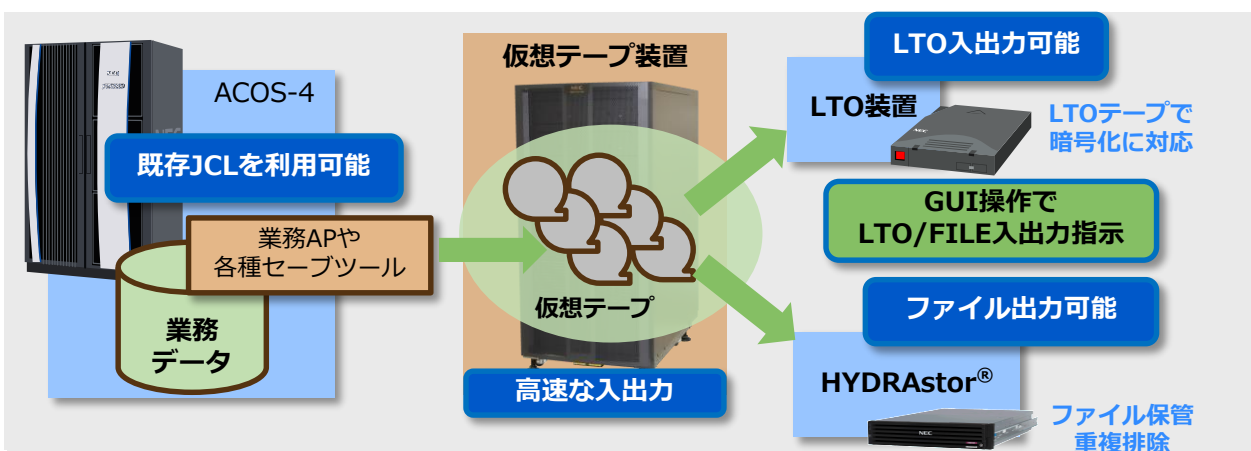 ACOS-4
既存JCLを利用可能
業務APや
各種セーブツール
業務
データ
仮想テープ装置
NEC
仮想テープ
高速な入出力
LTO入出力可能
LTO装置
NEC
LTOテープで
暗号化に対応
GUI操作で
LTO/FILE入出力指示
ファイル出力可能
HYDRAstor®
NEC
ファイル保管
重複排除